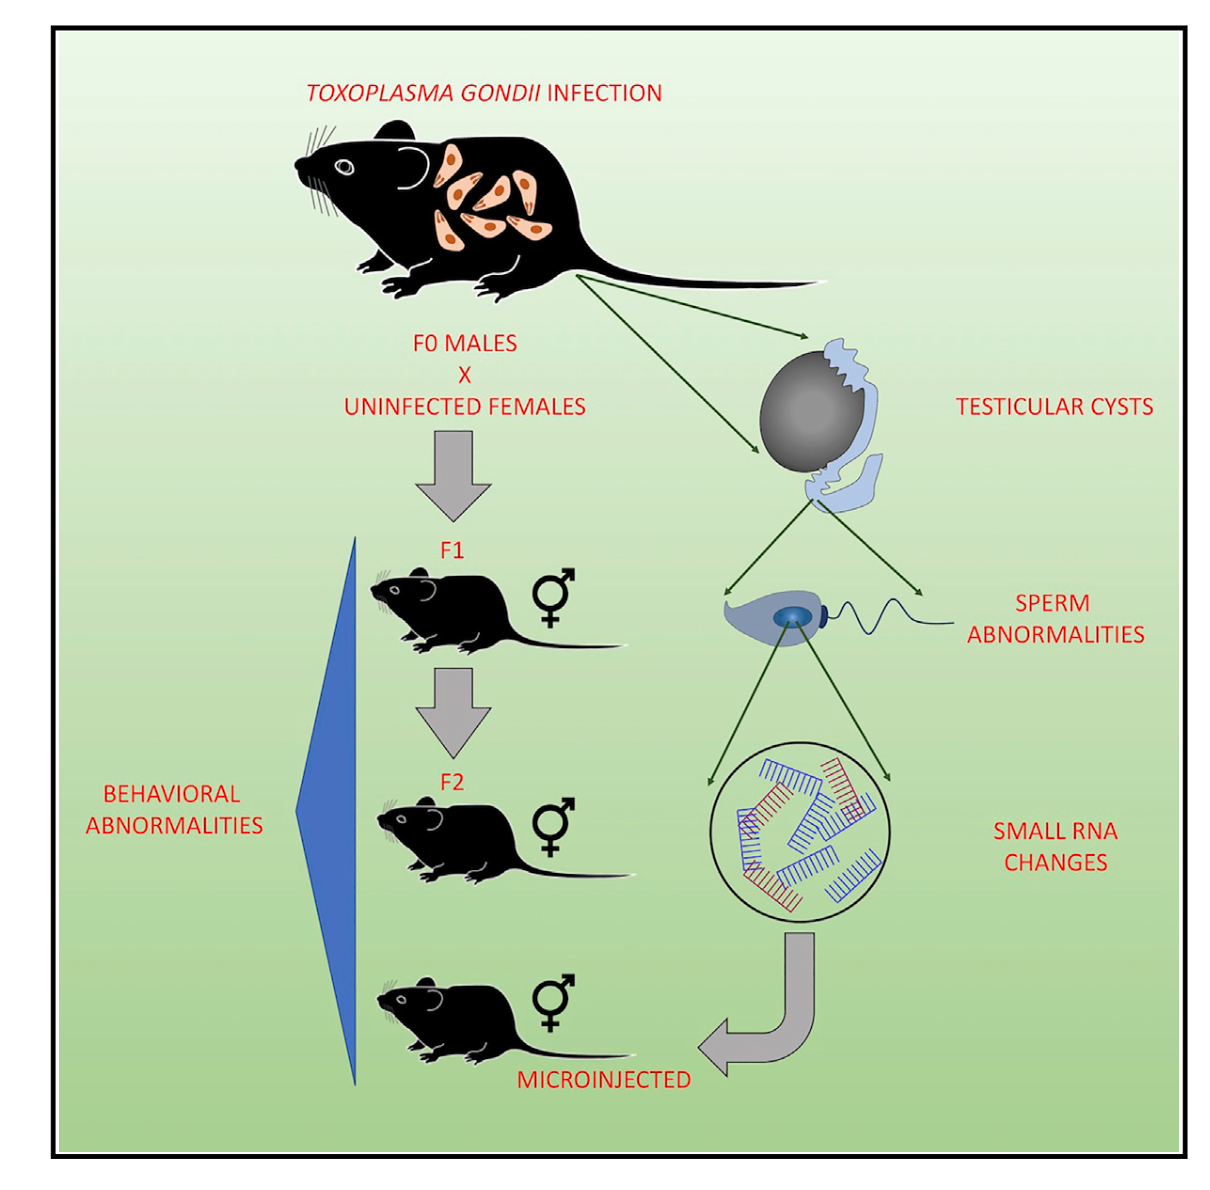 TOXOPLASMA GONDII INFECTION
F0 MALES
X
UNINFECTED FEMALES
TESTICULAR CYSTS
F1
SPERM
ABNORMALITIES
F2
BEHAVIORAL
ABNORMALITIES
SMALL RNA
CHANGES
MICROINJECTED